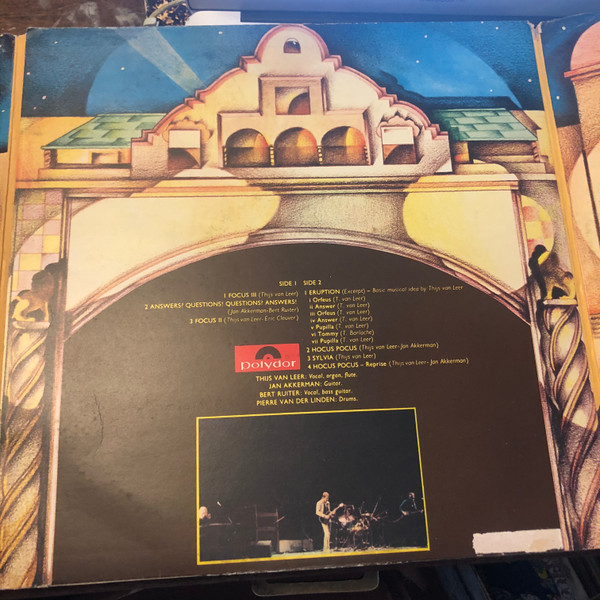 SIDE 1
1 FOCUS III (Thijs van Leer)
2 ANSWERS? QUESTIONS! QUESTIONS? ANSWERS!
(Jan Akkerman-Bert Ruiter)
3 FOCUS II (Thijs van Leer- Eric Cleuver)
SIDE 2
1 ERUPTION (Excerpt) – Basic musical idea by Thijs van Leer
i Orfeus (T. van Leer)
ii Answer (T. van Leer)
iii Orfeus (T. van Leer)
iv Answer (T. van Leer)
v Pupilla (T. van Leer)
vi Tommy (T. Barlache)
vii Pupilla (T. van Leer)
2 HOCUS POCUS (Thijs van Leer- Jan Akkerman)
3 SYLVIA (Thijs van Leer)
4 HOCUS POCUS – Reprise (Thijs van Leer- Jan Akkerman)
polydor
THIJS VAN LEER: Vocal, organ, flute.
JAN AKKERMAN: Guitar.
BERT RUITER: Vocal, bass guitar.
PIERRE VAN DER LINDEN: Drums.